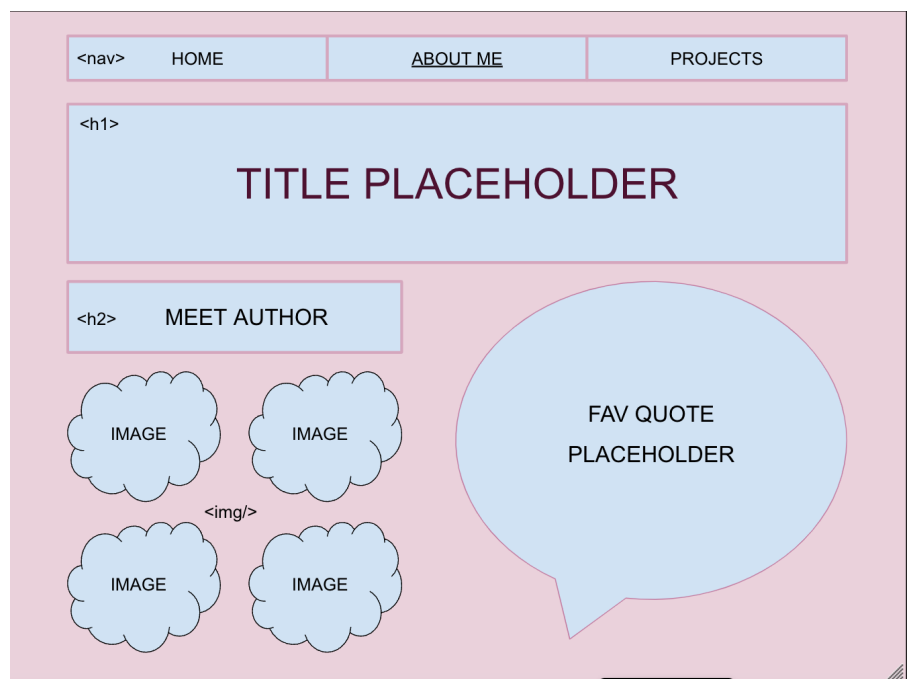 <nav> HOME ABOUT ME PROJECTS
<h1>
TITLE PLACEHOLDER
<h2> MEET AUTHOR
FAV QUOTE
PLACEHOLDER
IMAGE IMAGE
<img/>
IMAGE IMAGE